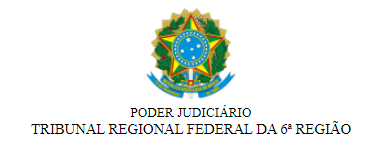 PODER JUDICIÁRIO
TRIBUNAL REGIONAL FEDERAL DA 6ª REGIÃO